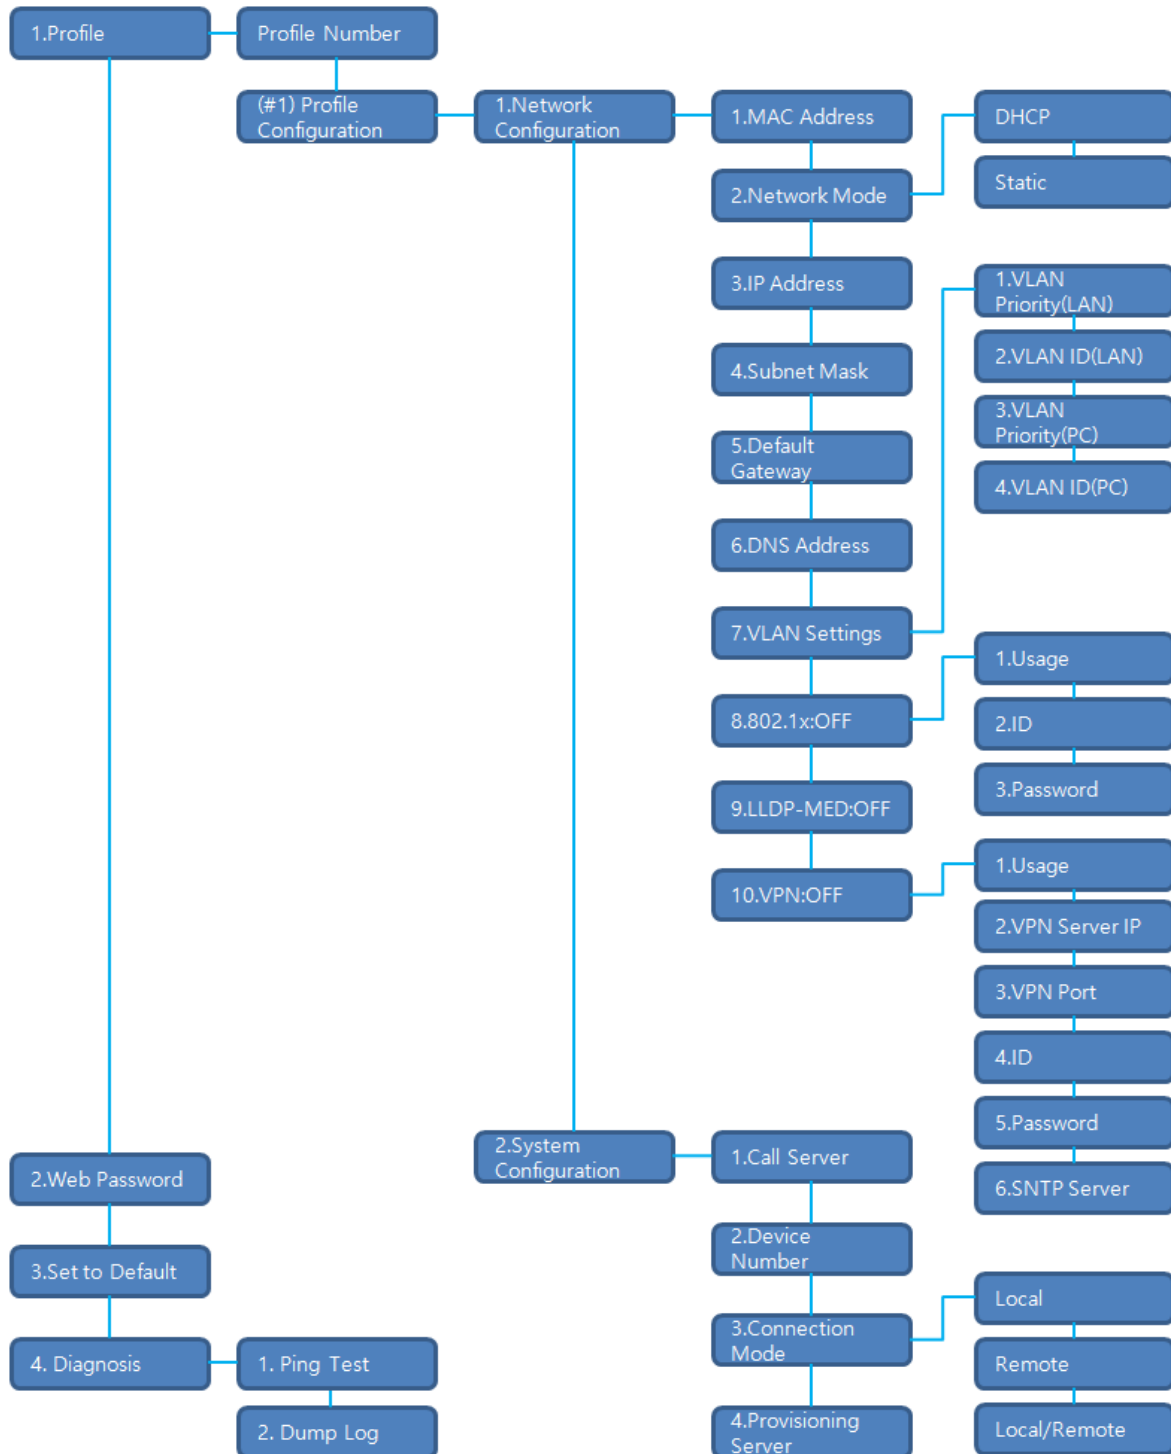 1.Profile
Profile Number
(#1) Profile
Configuration
1.Network
Configuration
1.MAC Address
2.Network Mode
DHCP
Static
3.IP Address
4.Subnet Mask
5.Default
Gateway
6.DNS Address
7.VLAN Settings
1.VLAN
Priority(LAN)
2.VLAN ID(LAN)
3.VLAN
Priority(PC)
4.VLAN ID(PC)
8.802.1x:OFF
1.Usage
2.ID
3.Password
9.LLDP-MED:OFF
10.VPN:OFF
1.Usage
2.VPN Server IP
3.VPN Port
4.ID
5.Password
6.SNTP Server
2.System
Configuration
1.Call Server
2.Device
Number
3.Connection
Mode
Local
Remote
Local/Remote
4.Provisioning
Server
2.Web Password
3.Set to Default
4. Diagnosis
1. Ping Test
2. Dump Log